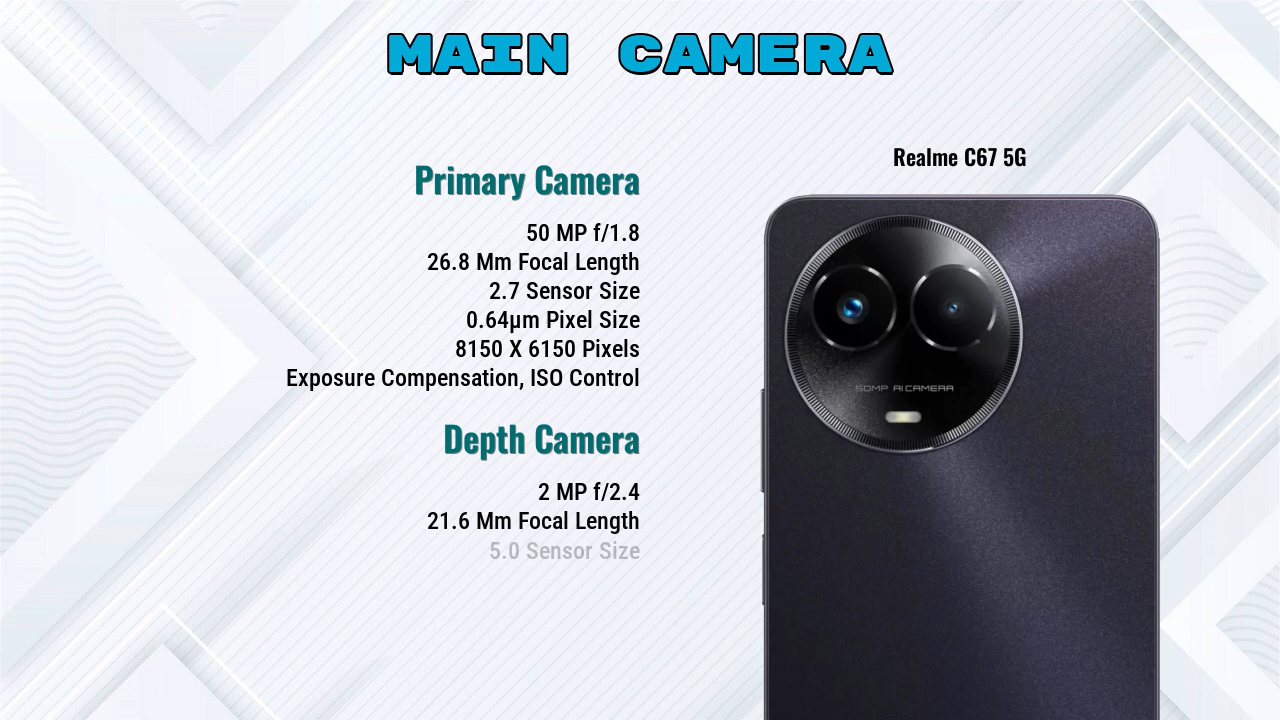 MAIN CAMERA
Realme C67 5G
Primary Camera
50 MP f/1.8
26.8 Mm Focal Length
2.7 Sensor Size
0.64µm Pixel Size
8150 X 6150 Pixels
Exposure Compensation, ISO Control
Depth Camera
2 MP f/2.4
21.6 Mm Focal Length
5.0 Sensor Size
50MP AI CAMERA